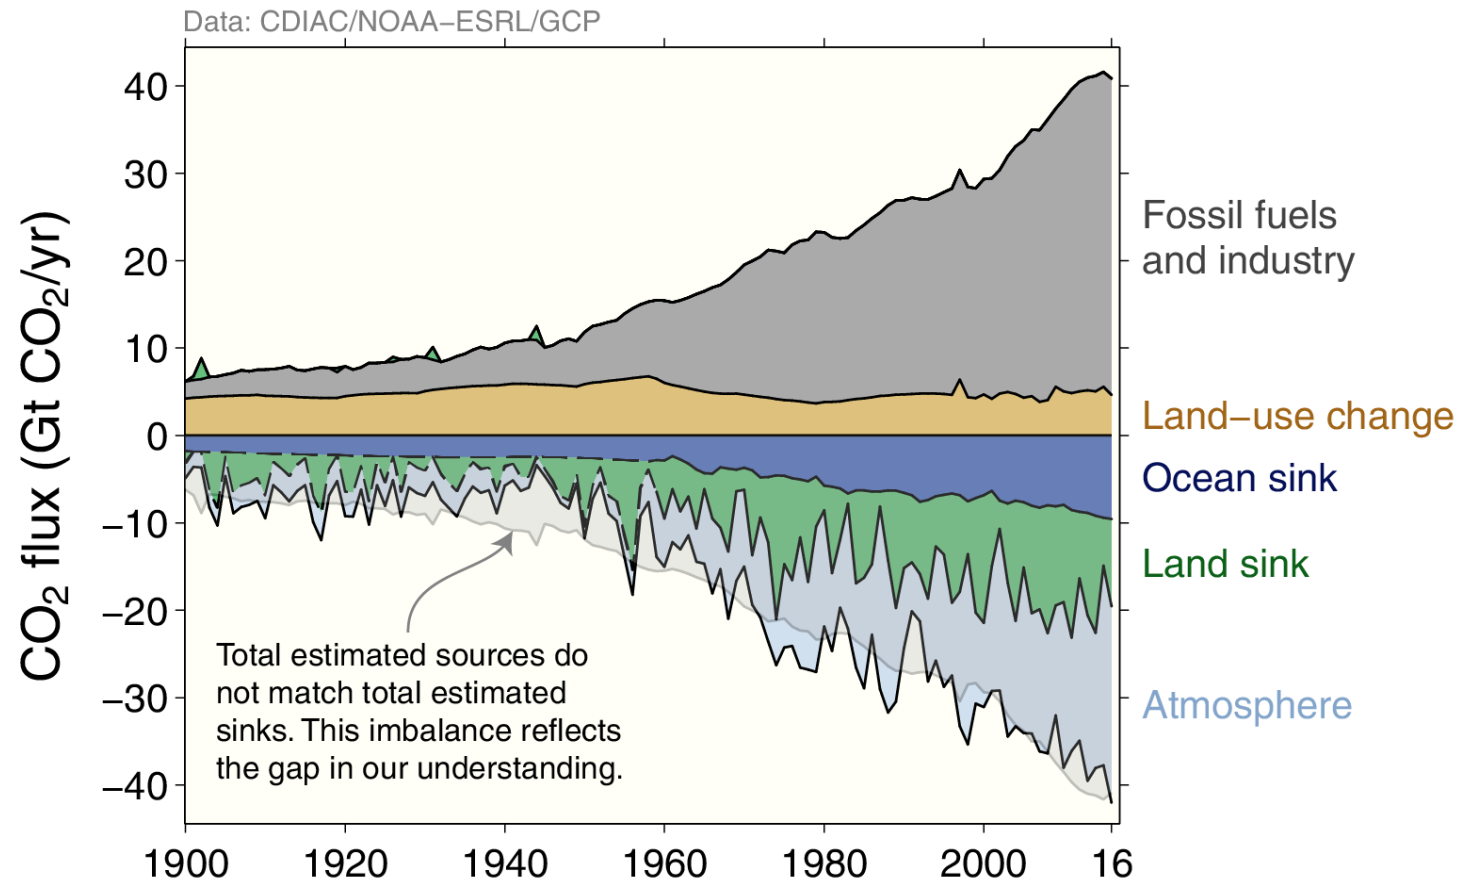 Data: CDIAC/NOAA−ESRL/GCP
CO₂ flux (Gt CO₂/yr)
40
30
20
10
0
−10
−20
−30
−40
Fossil fuels
and industry
Land−use change
Ocean sink
Land sink
Atmosphere
Total estimated sources do
not match total estimated
sinks. This imbalance reflects
the gap in our understanding.
1900 1920 1940 1960 1980 2000 16